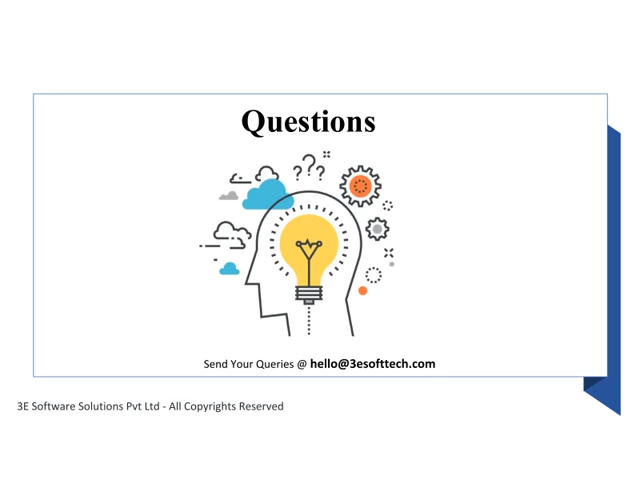 Questions
? ? ?
Send Your Queries @ hello@3esofttech.com
3E Software Solutions Pvt Ltd - All Copyrights Reserved